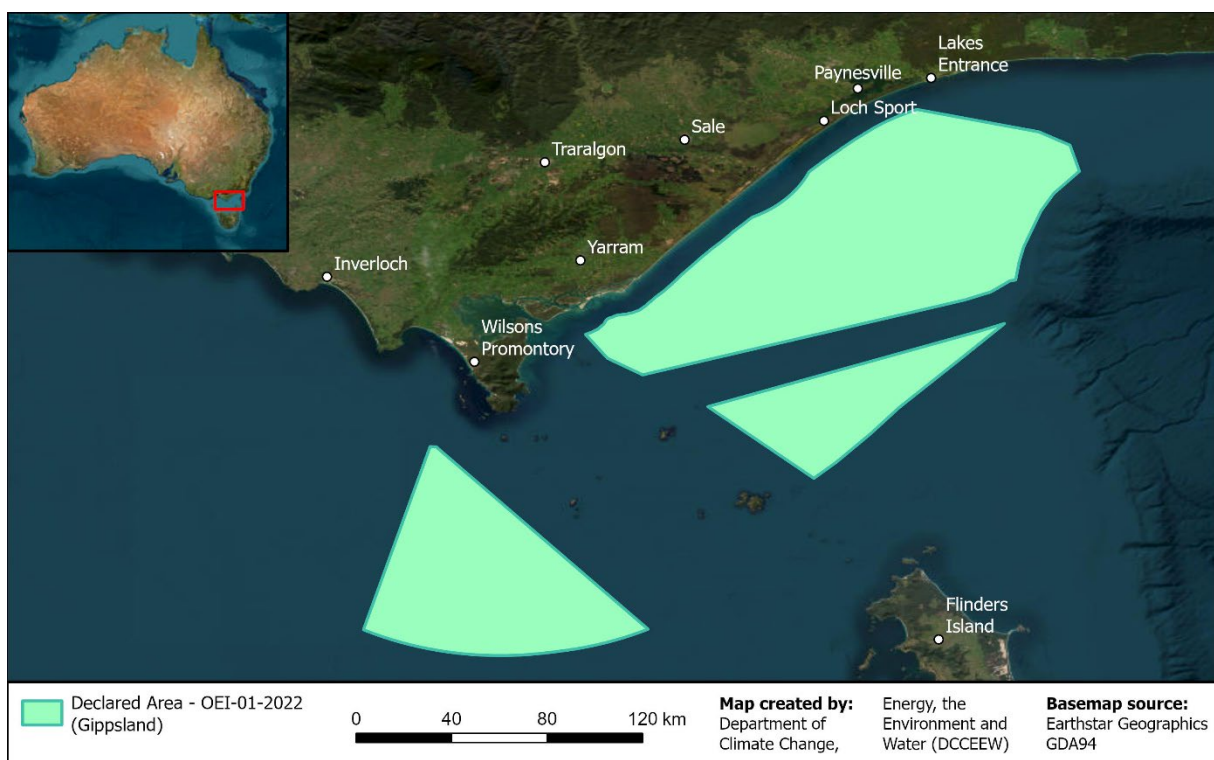 Lakes
Entrance
Paynesville
Loch Sport
Sale
Traralgon
Yarram
Inverloch
Wilsons
Promontory
Flinders
Island
Declared Area - OEI-01-2022
(Gippsland)
0 40 80 120 km
Map created by:
Department of
Climate Change,
Energy, the
Environment and
Water (DCCEEW)
Basemap source:
Earthstar Geographics
GDA94